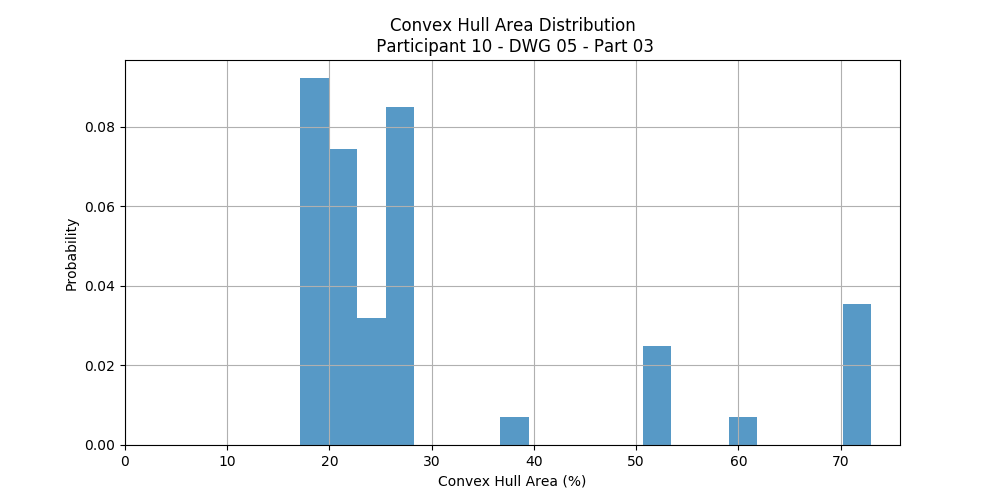 Convex Hull Area Distribution
Participant 10 - DWG 05 - Part 03
Probability
0.08
0.06
0.04
0.02
0.00
0 10 20 30 40 50 60 70
Convex Hull Area (%)